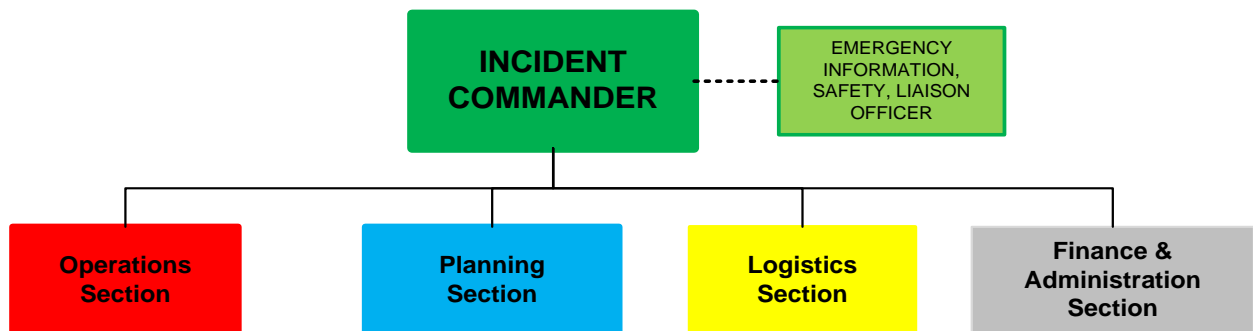 INCIDENT
COMMANDER
EMERGENCY
INFORMATION,
SAFETY, LIAISON
OFFICER
Operations
Section
Planning
Section
Logistics
Section
Finance &
Administration
Section